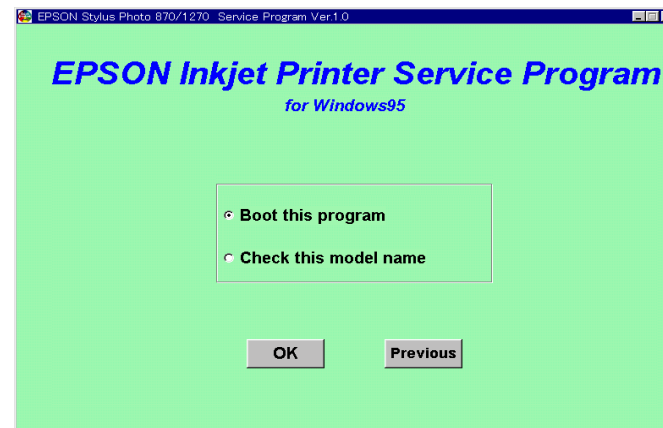 EPSON Stylus Photo 870/1270 Service Program Ver.1.0
EPSON Inkjet Printer Service Program
for Windows95
Boot this program
Check this model name
OK
Previous